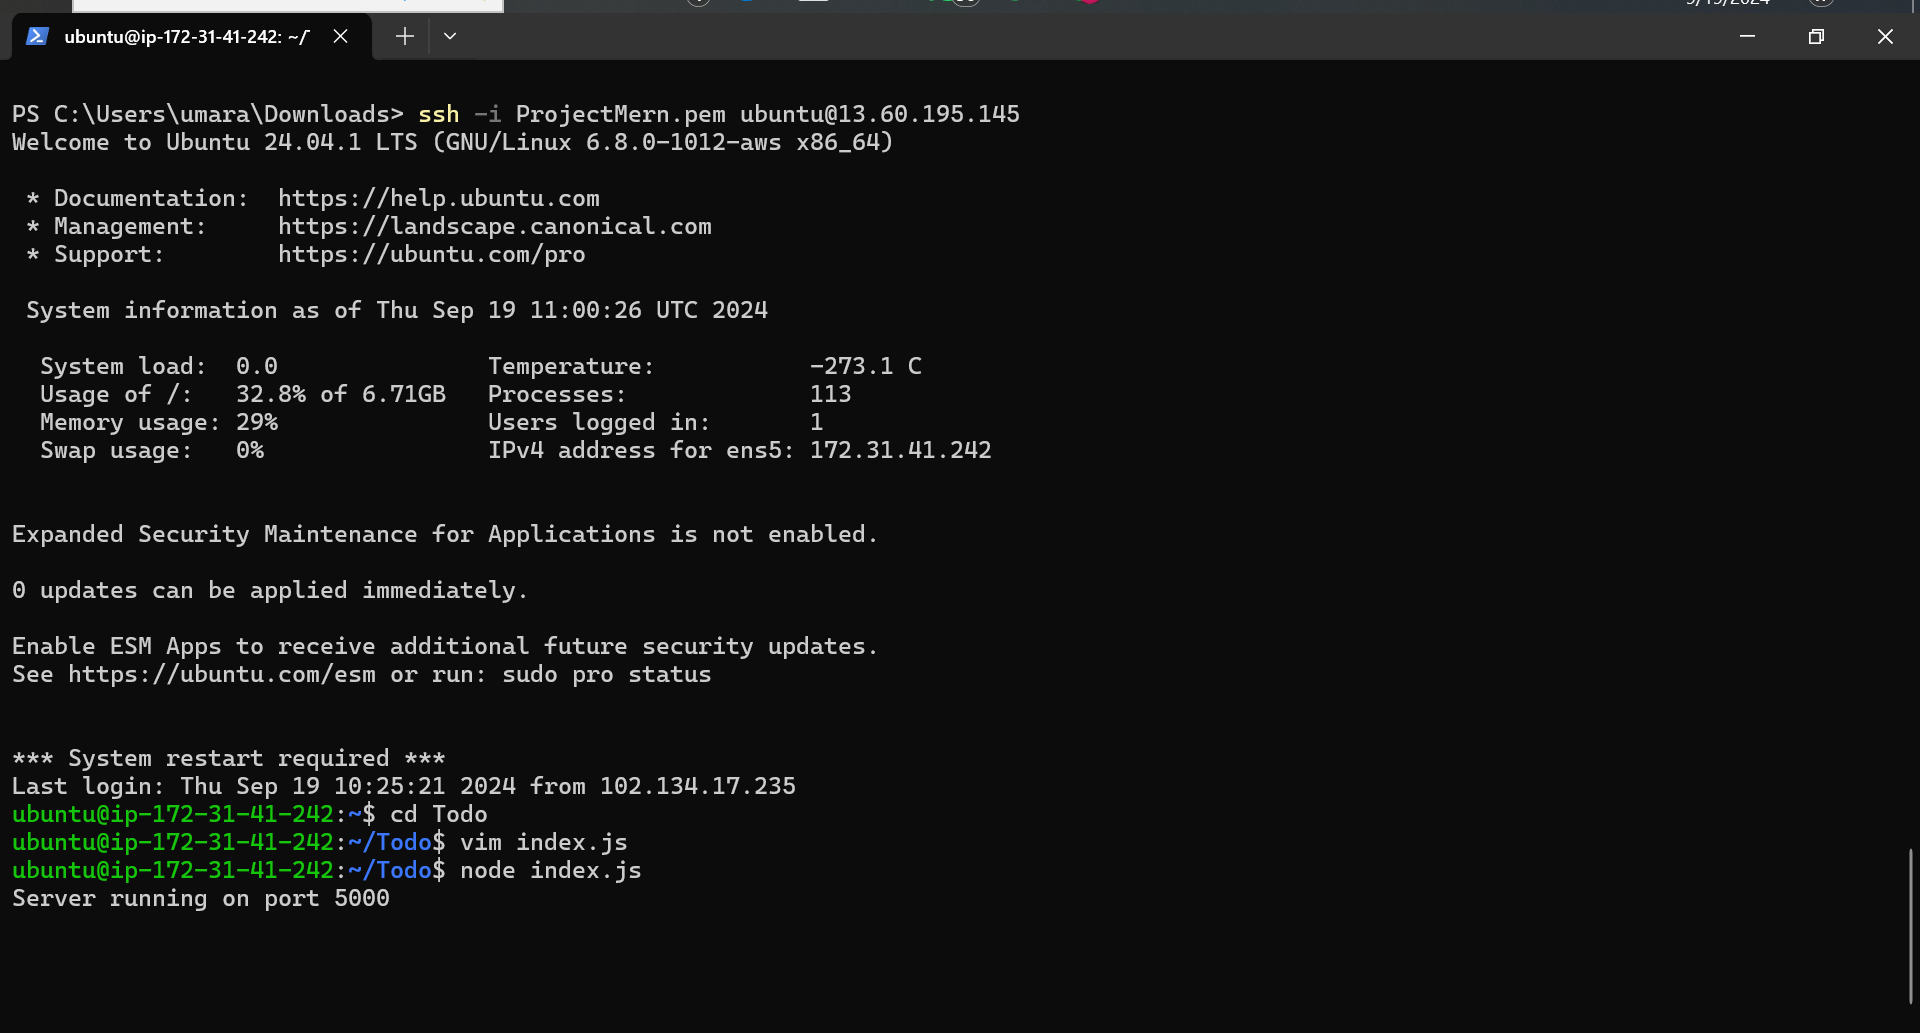 ubuntu@ip-172-31-41-242: ~/
PS C:\Users\umara\Downloads> ssh -i ProjectMern.pem ubuntu@13.60.195.145
Welcome to Ubuntu 24.04.1 LTS (GNU/Linux 6.8.0-1012-aws x86_64)
* Documentation:  https://help.ubuntu.com
* Management:     https://landscape.canonical.com
* Support:        https://ubuntu.com/pro
System information as of Thu Sep 19 11:00:26 UTC 2024
System load:  0.0               Temperature:           -273.1 C
Usage of /:   32.8% of 6.71GB   Processes:             113
Memory usage: 29%               Users logged in:       1
Swap usage:   0%                IPv4 address for ens5: 172.31.41.242
Expanded Security Maintenance for Applications is not enabled.
0 updates can be applied immediately.
Enable ESM Apps to receive additional future security updates.
See https://ubuntu.com/esm or run: sudo pro status
*** System restart required ***
Last login: Thu Sep 19 10:25:21 2024 from 102.134.17.235
ubuntu@ip-172-31-41-242:~$ cd Todo
ubuntu@ip-172-31-41-242:~/Todo$ vim index.js
ubuntu@ip-172-31-41-242:~/Todo$ node index.js
Server running on port 5000